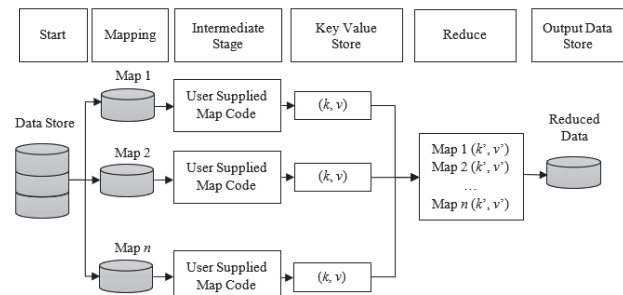 Start
Mapping
Intermediate
Stage
Key Value
Store
Reduce
Output Data
Store
Data Store
Map 1
User Supplied
Map Code
(k, v)
Map 2
User Supplied
Map Code
(k, v)
Map n
User Supplied
Map Code
(k, v)
Map 1 (k’, v’)
Map 2 (k’, v’)
...
Map n (k’, v’)
Reduced
Data